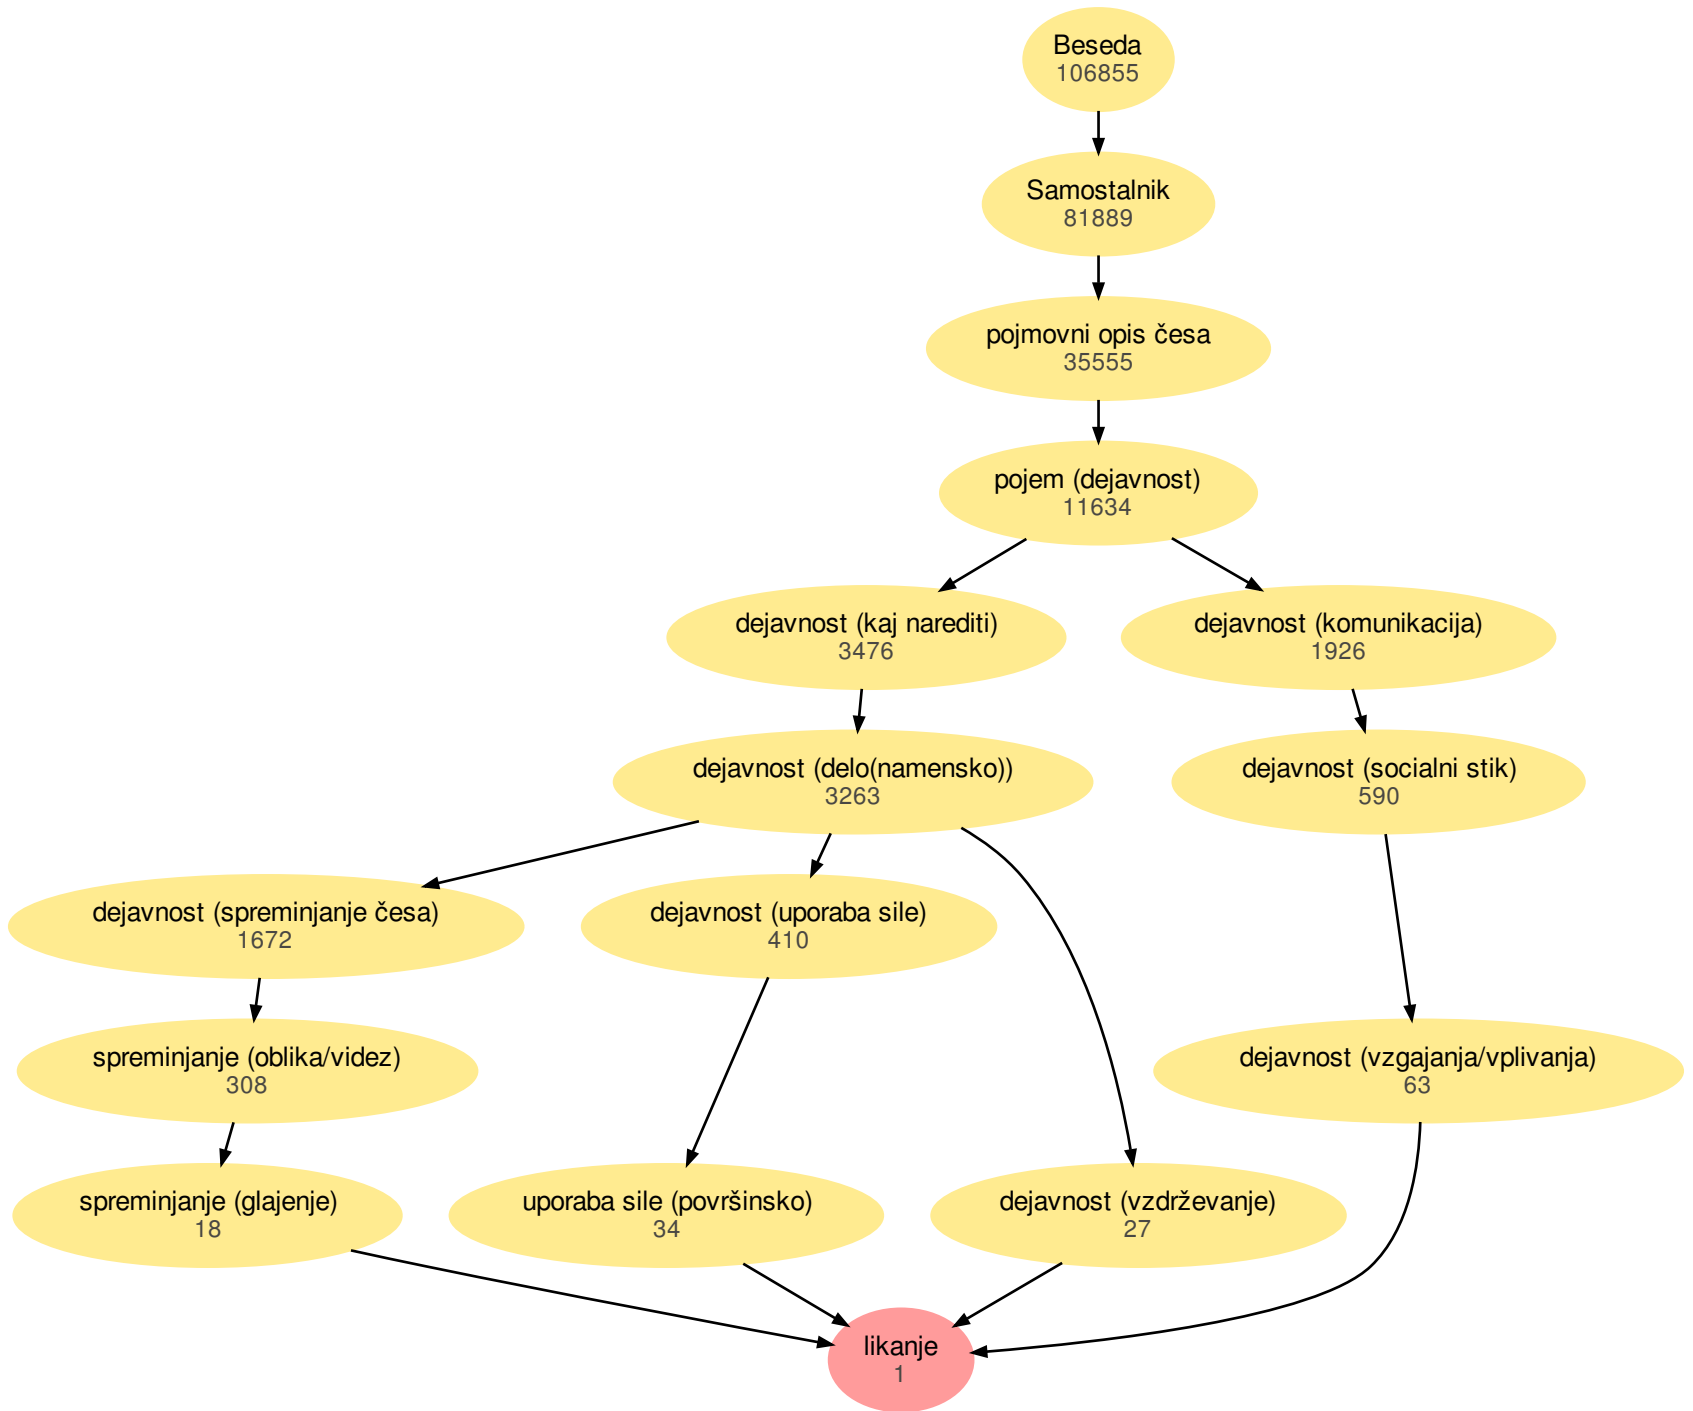 Beseda
106855
Samostalnik
81889
pojmovni opis česa
35555
pojem (dejavnost)
11634
dejavnost (kaj narediti)
3476
dejavnost (komunikacija)
1926
dejavnost (delo(namensko))
3263
dejavnost (socialni stik)
590
dejavnost (spreminjanje česa)
1672
dejavnost (uporaba sile)
410
spreminjanje (oblika/videz)
308
dejavnost (vzgajanja/vplivanja)
63
spreminjanje (glajenje)
18
uporaba sile (površinsko)
34
dejavnost (vzdrževanje)
27
likanje
1